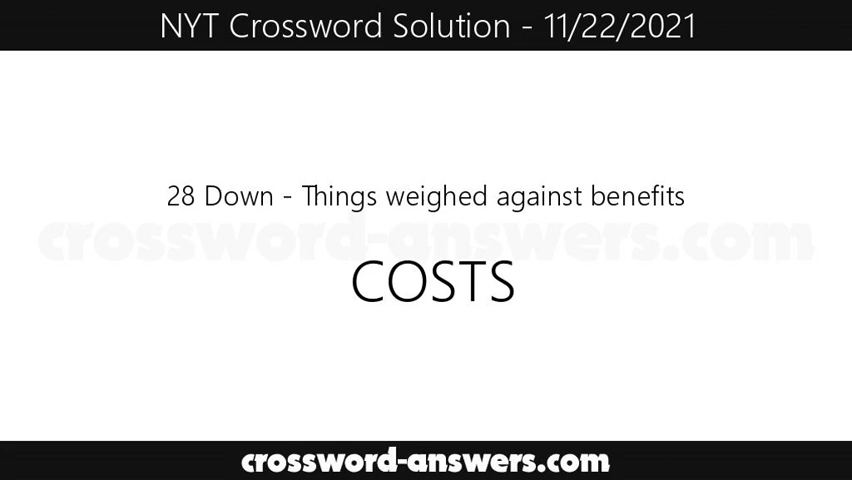 NYT Crossword Solution - 11/22/2021
28 Down - Things weighed against benefits
crossword-answers.com
COSTS
crossword-answers.com